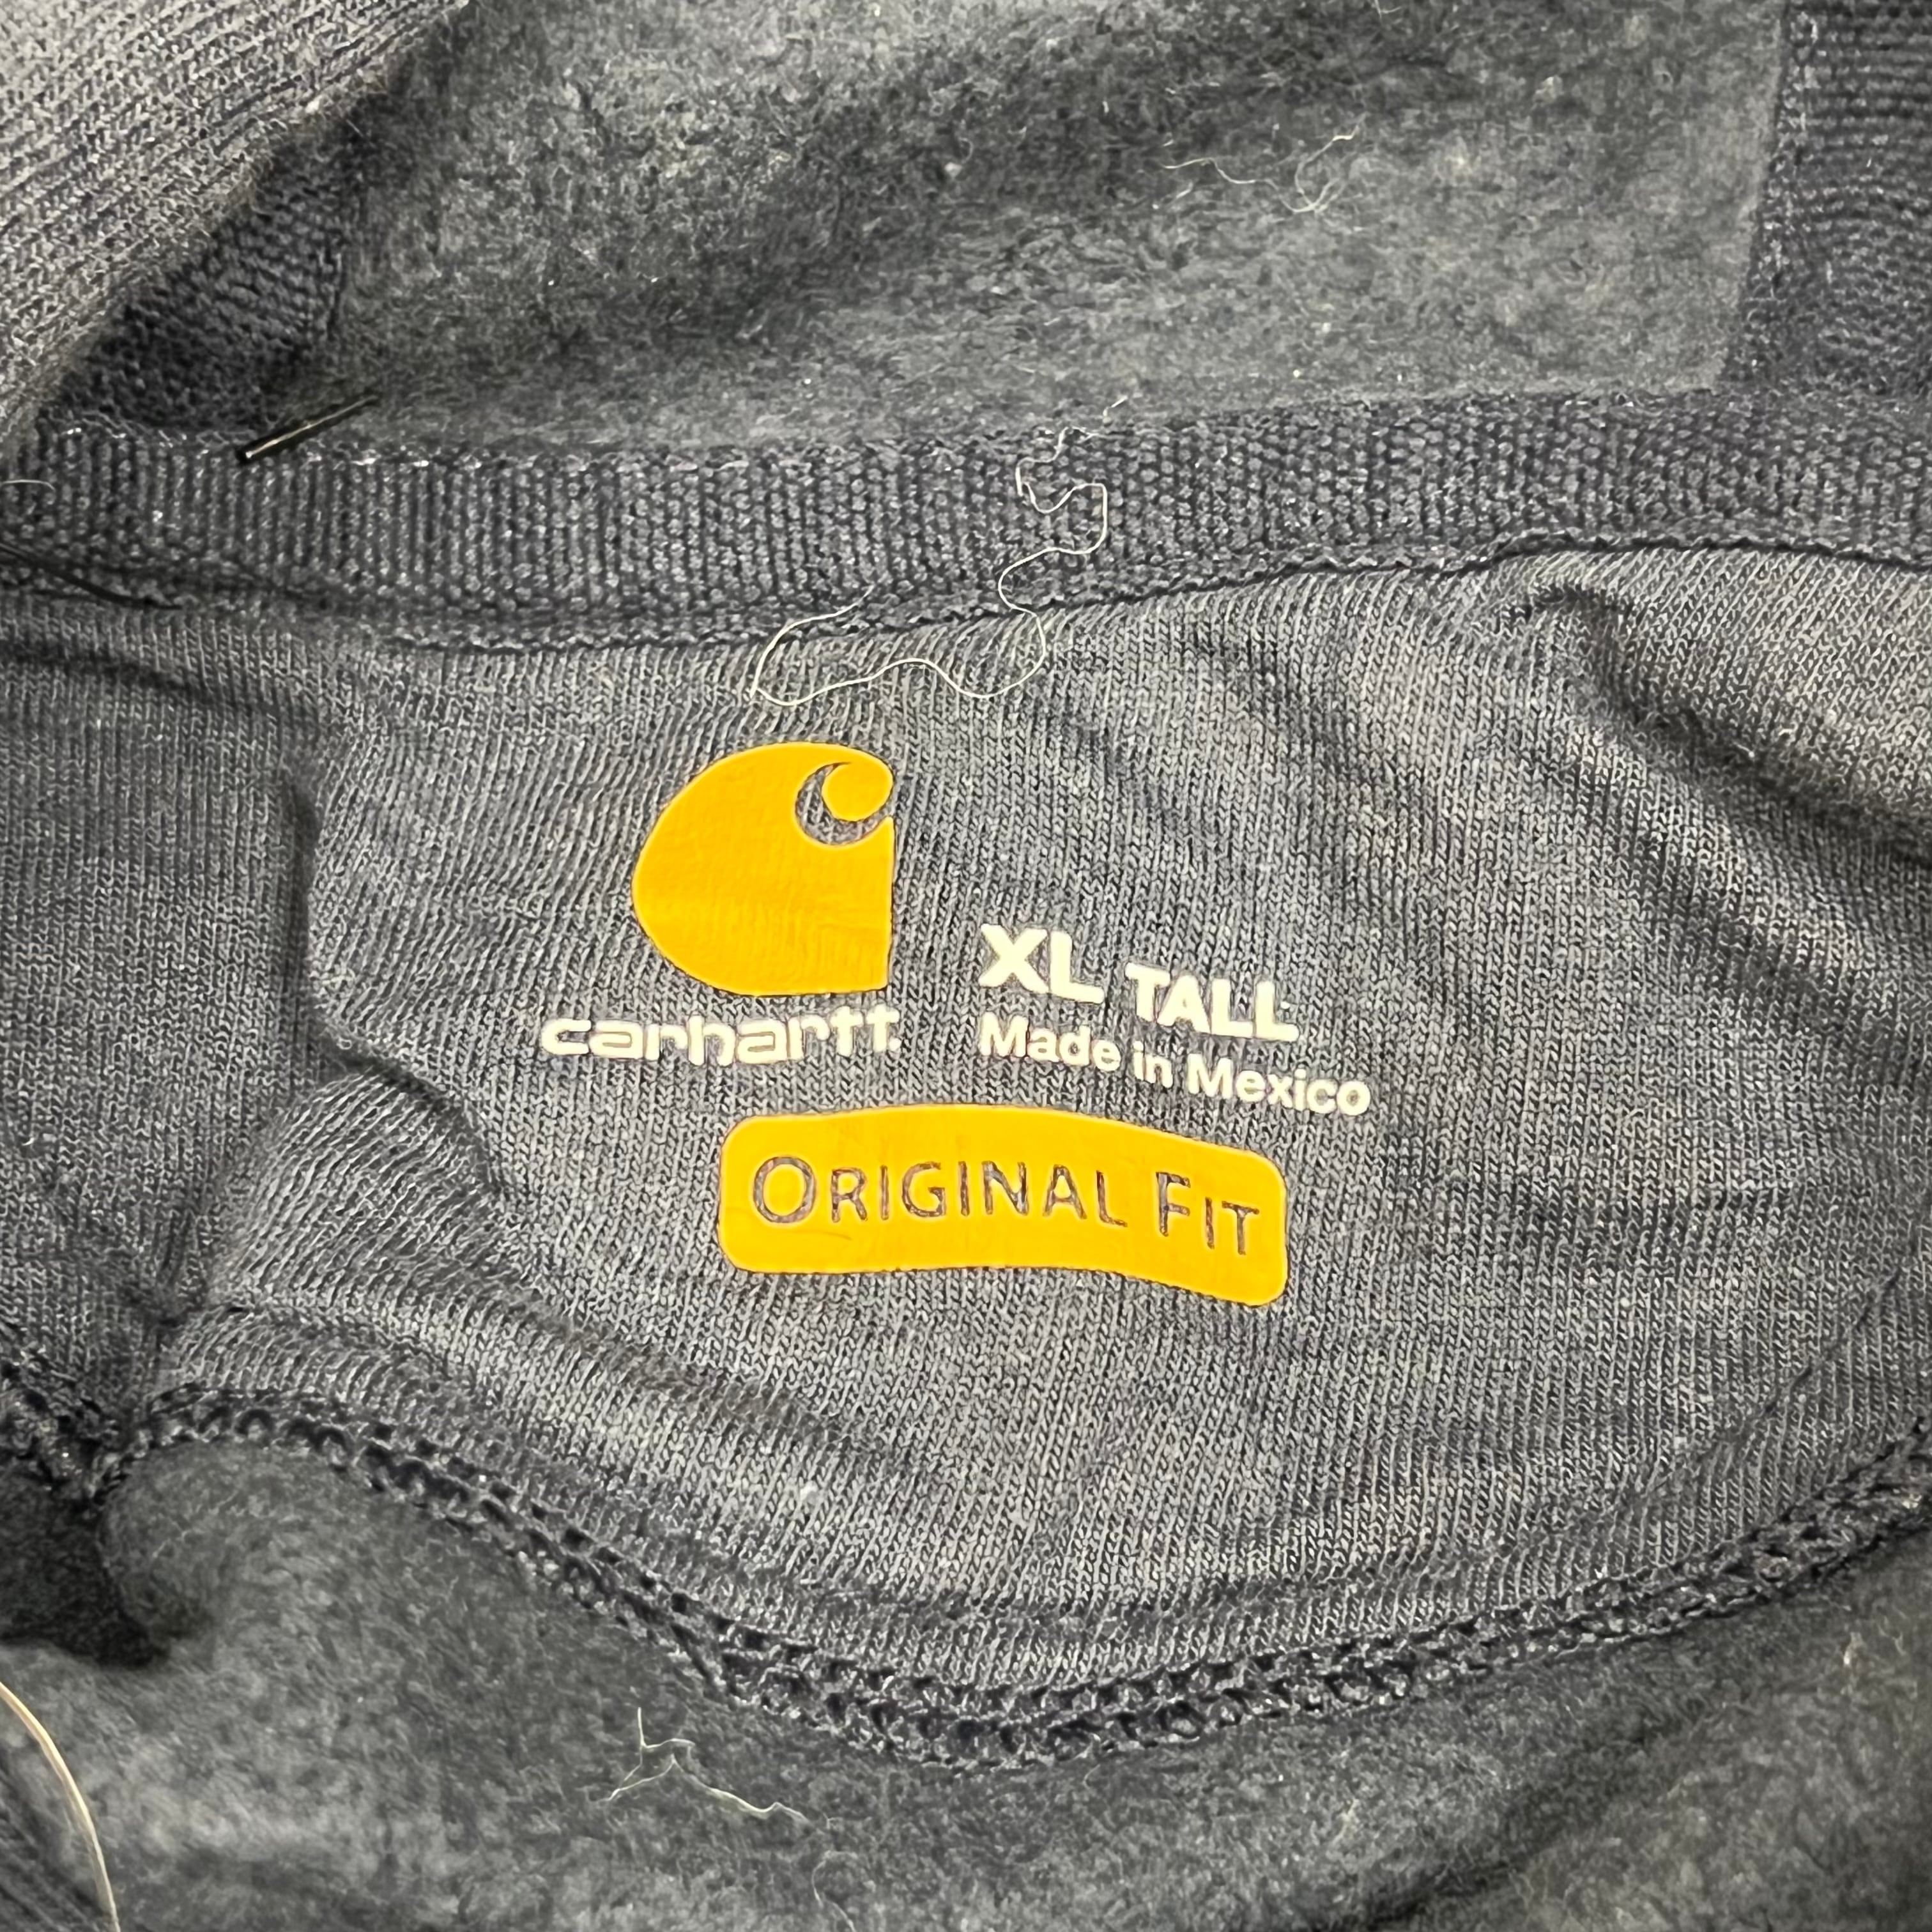 carhartt.
XL TALL
Made in Mexico
ORIGINAL FIT